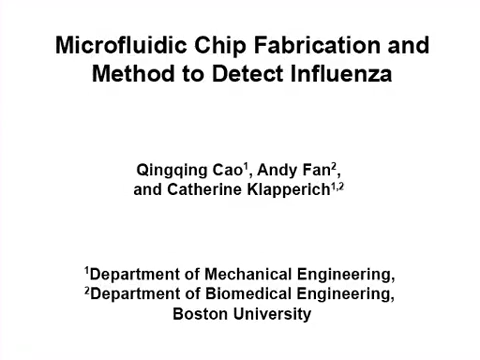 Microfluidic Chip Fabrication and
Method to Detect Influenza
Qingqing Cao¹, Andy Fan²,
and Catherine Klapperich¹,²
¹Department of Mechanical Engineering,
²Department of Biomedical Engineering,
Boston University